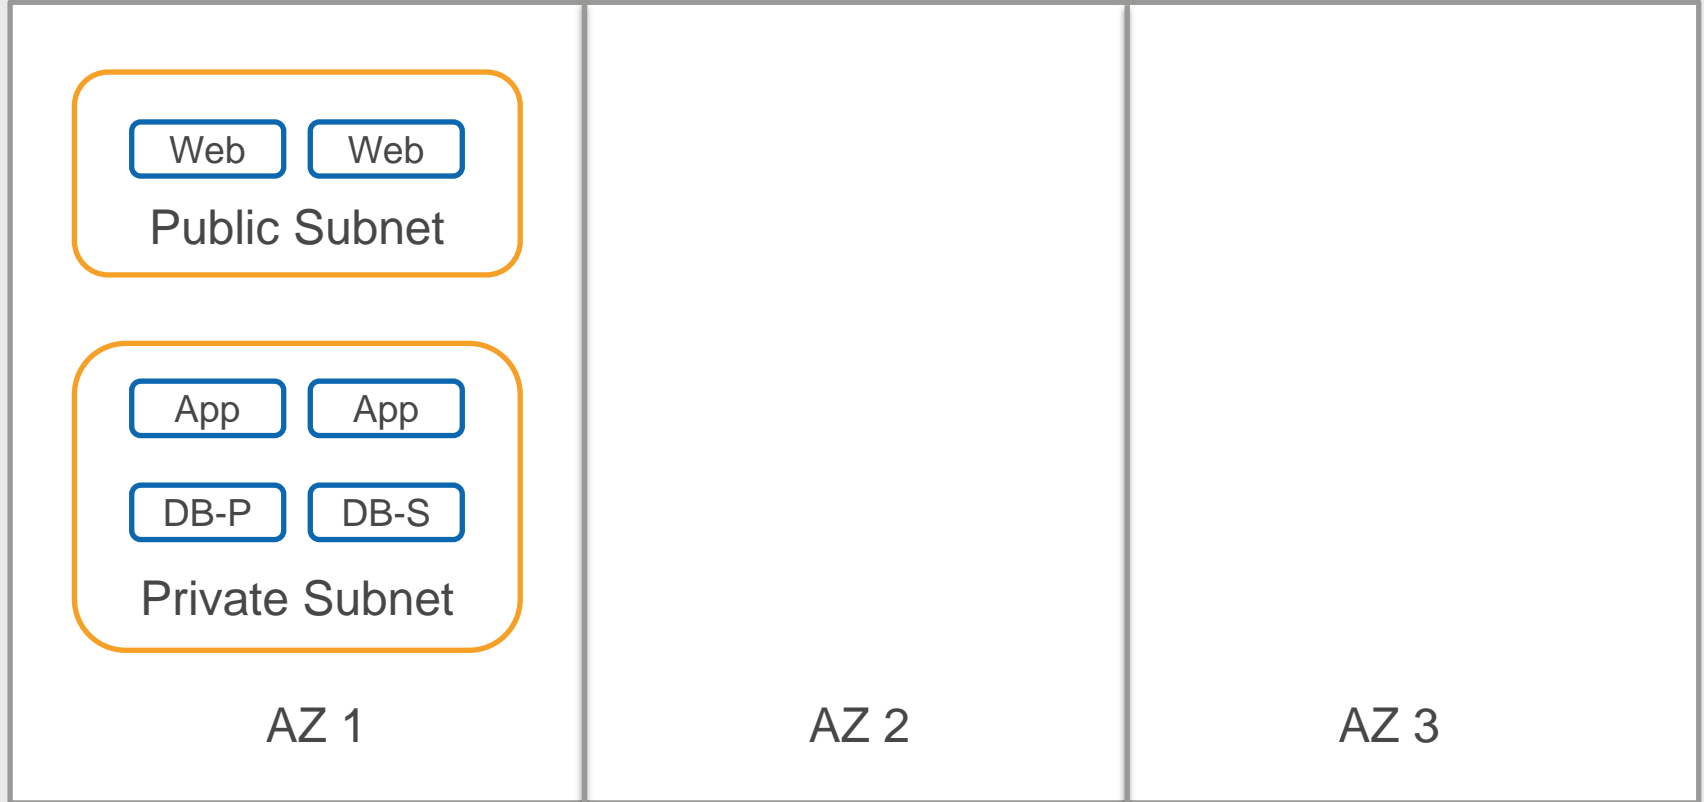 Web Web
Public Subnet
App App
DB-P DB-S
Private Subnet
AZ 1
AZ 2
AZ 3